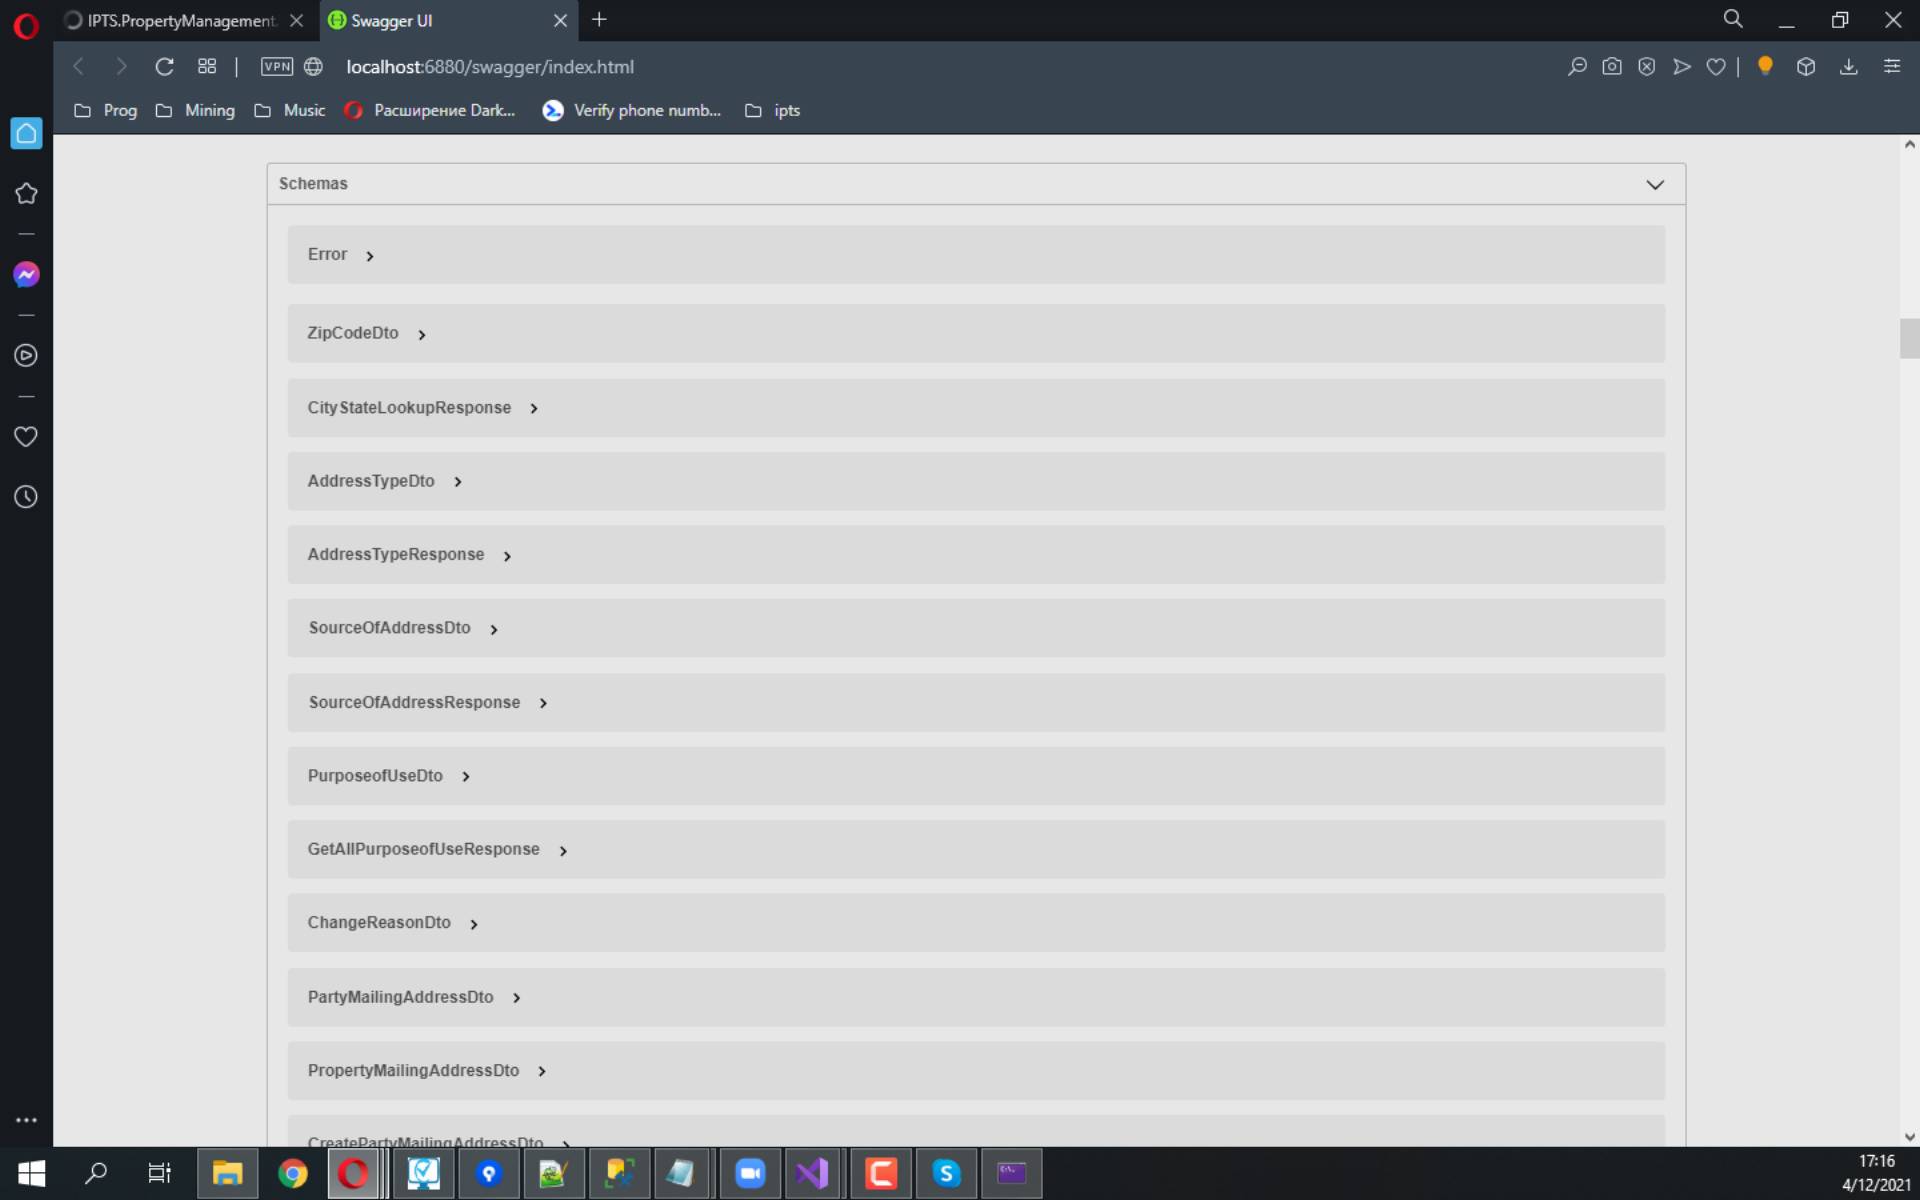 IPTS.PropertyManagement.
Swagger UI
VPN
localhost:6880/swagger/index.html
Prog
Mining
Music
Расширение Dark...
Verify phone numb...
ipts
Schemas
Error
ZipCodeDto
CityStateLookupResponse
AddressTypeDto
AddressTypeResponse
SourceOfAddressDto
SourceOfAddressResponse
PurposeofUseDto
GetAllPurposeofUseResponse
ChangeReasonDto
PartyMailingAddressDto
PropertyMailingAddressDto
CreatePartyMailingAddressDto
17:16
4/12/2021